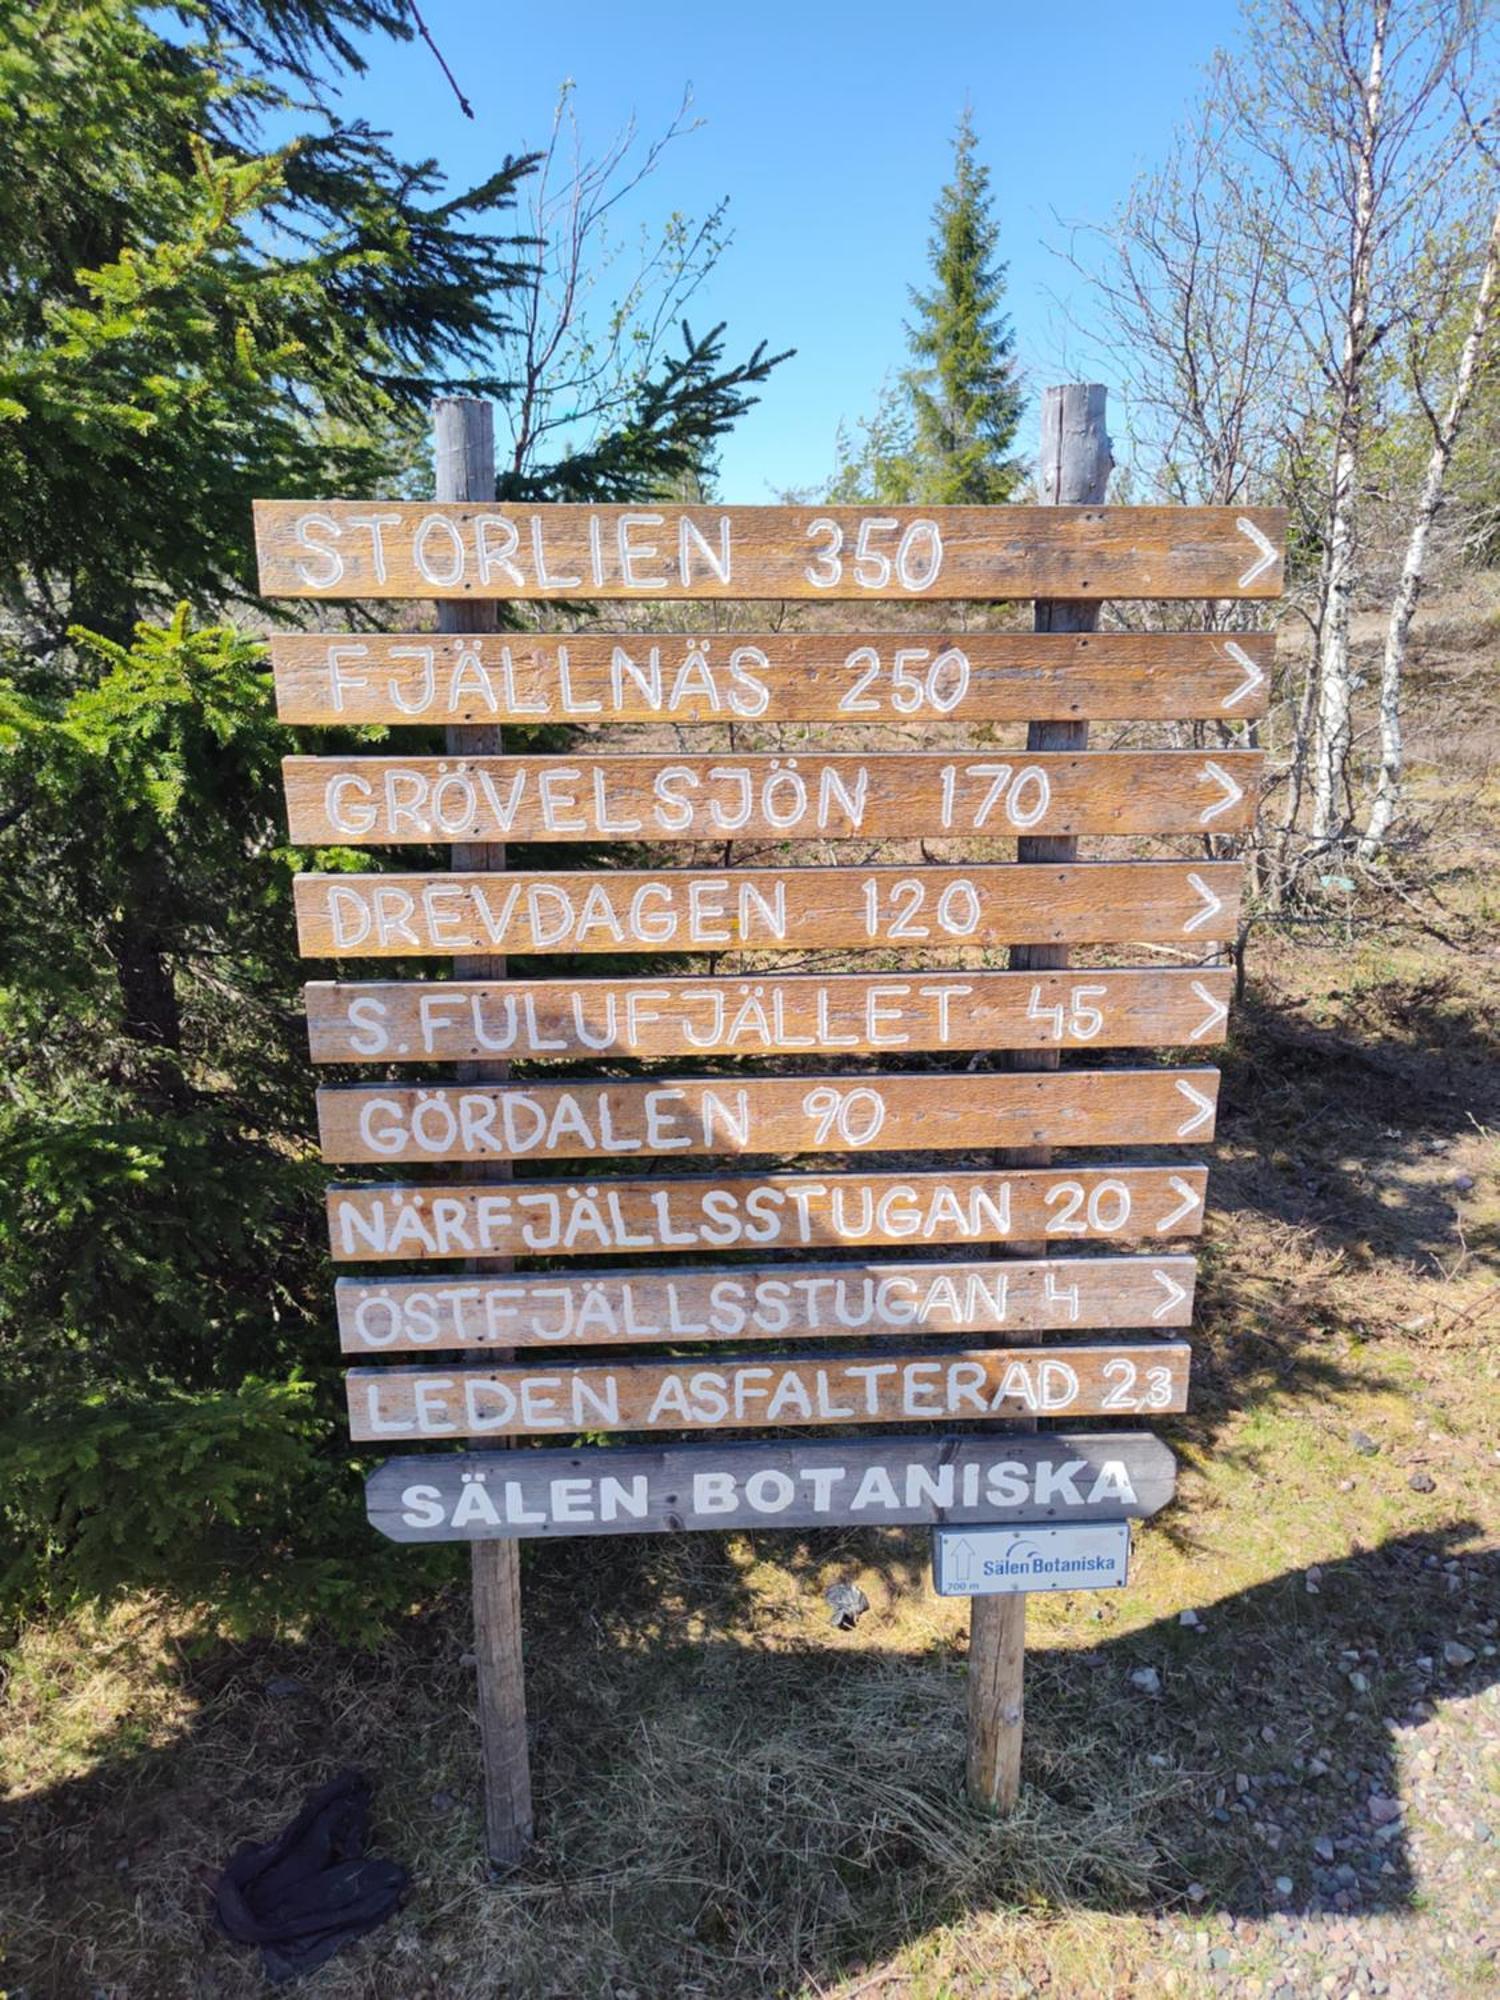 STORLIEN 350 >
FJÄLLNÄS 250 >
GRÖVELSJÖN 170 >
DREVDAGEN 120 >
S. FULUFJÄLLET 45 >
GÖRDALEN 90 >
NÄRFJÄLLSSTUGAN 20 >
ÖSTFJÄLLSSTUGAN 4 >
LEDEN ASFALTERAD 2,3
SÄLEN BOTANISKA
Sälen Botaniska
700 m